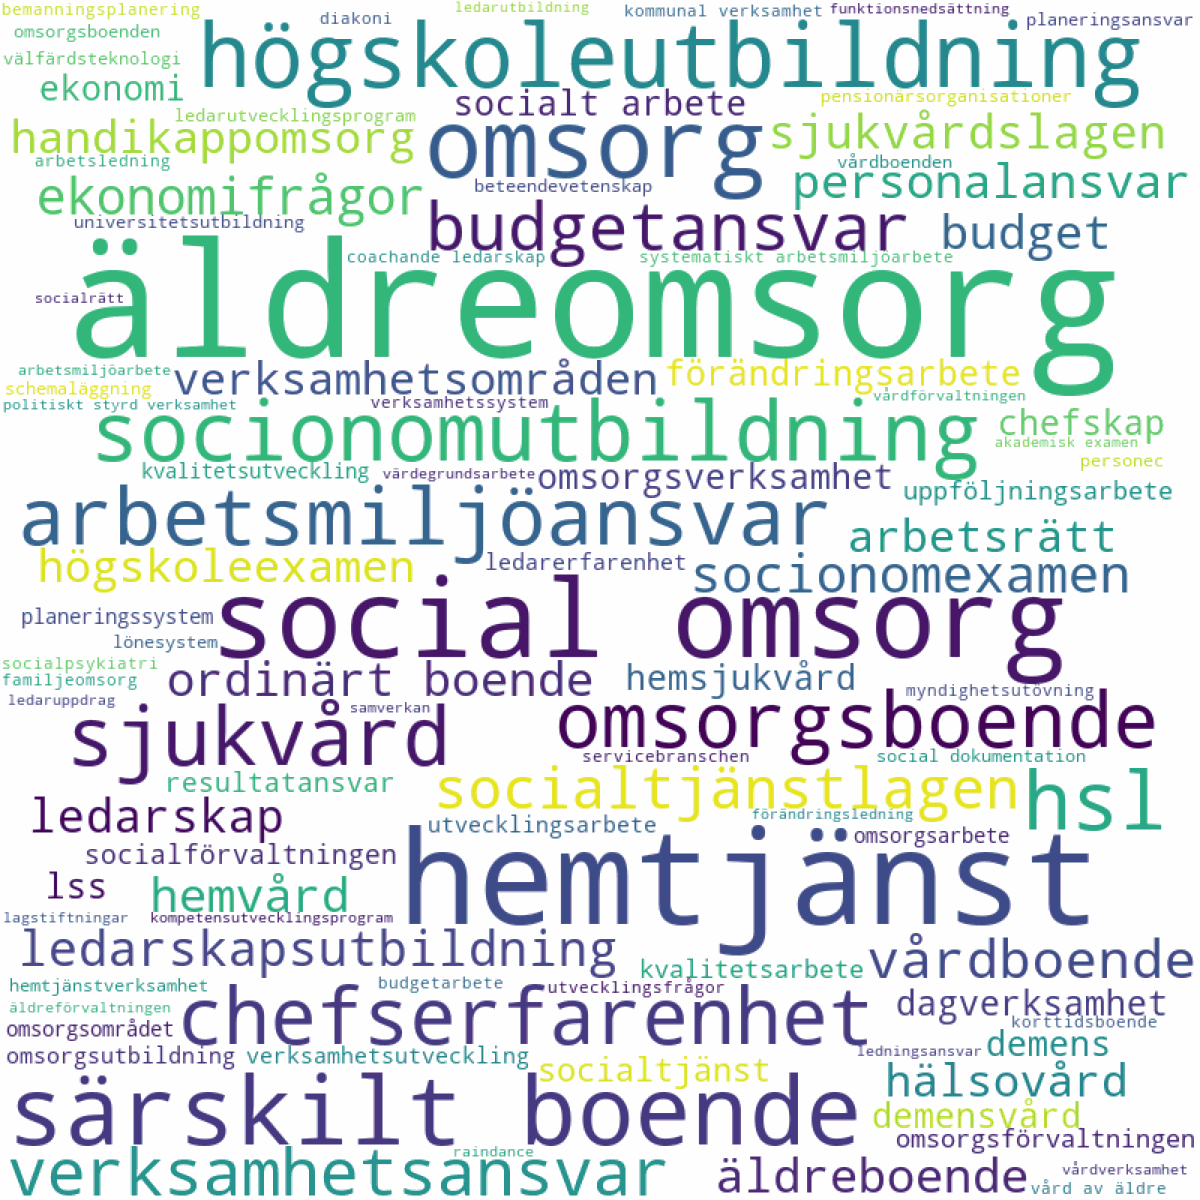 bemanningsplanering
diakoni
ledarutbildning
kommunal verksamhet
funktionsnedsättning
planeringsansvar
omsorgsboenden
högskoleutbildning
välfärdsteknologi
ekonomi
socialt arbete
pensionärsorganisationer
ledarutvecklingsprogram
handikappomsorg
omsorg
sjukvårdslagen
arbetsledning
vårdboenden
ekonomifrågor
beteendevetenskap
personalansvar
universitetsutbildning
budgetansvar
budget
coachande ledarskap
systematiskt arbetsmiljöarbete
äldreomsorg
socialrätt
arbetsmiljöarbete
verksamhetsområden
förändringsarbete
schemaläggning
vårdförvaltningen
politiskt styrd verksamhet
verksamhetssystem
socionomutbildning
chefskap
akademisk examen
personec
kvalitetsutveckling
värdegrundsarbete
omsorgsverksamhet
uppföljningsarbete
arbetsmiljöansvar
arbetsrätt
högskoleexamen
ledarerfarenhet
socionomexamen
planeringssystem
social omsorg
lönesystem
socialpsykiatri
familjeomsorg
ordinärt boende
hemsjukvård
myndighetsutövning
ledaruppdrag
samverkan
sjukvård
omsorgsboende
servicebranschen
social dokumentation
resultatansvar
socialtjänstlagen
hsl
ledarskap
utvecklingsarbete
förändringsledning
omsorgsarbete
socialförvaltningen
hemtjänst
lss
hemvård
lagstiftningar
kompetensutvecklingsprogram
ledarskapsutbildning
kvalitetsarbete
vårdboende
hemtjänstverksamhet
budgetarbete
utvecklingsfrågor
äldreförvaltningen
chefserfarenhet
dagverksamhet
omsorgsområdet
korttidsboende
omsorgsutbildning
verksamhetsutveckling
ledningsansvar
demens
socialtjänst
hälsovård
särskilt boende
demensvård
omsorgsförvaltningen
raindance
verksamhetsansvar
äldreboende
vårdverksamhet
vård av äldre